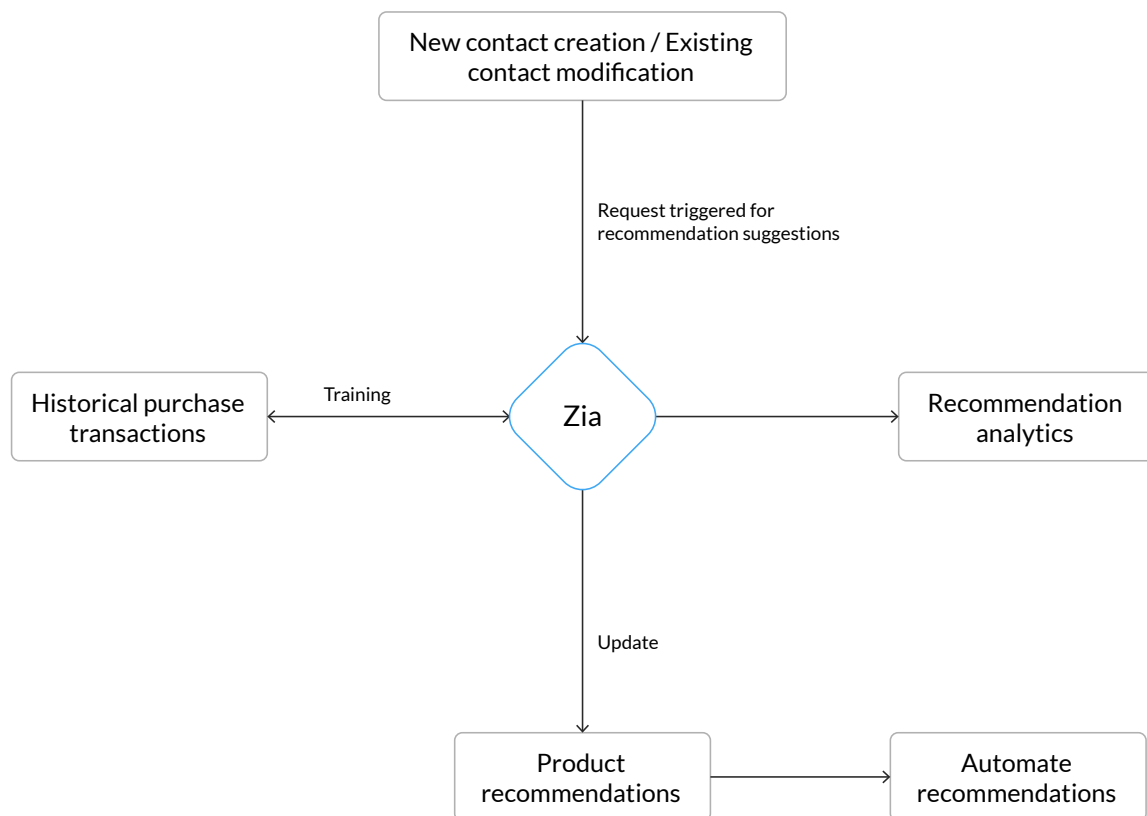 New contact creation / Existing
contact modification
Request triggered for
recommendation suggestions
Historical purchase
transactions
Training
Zia
Recommendation
analytics
Update
Product
recommendations
Automate
recommendations